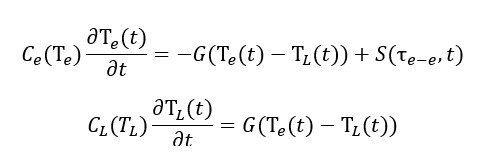 C_e(T_e) ∂T_e(t)/∂t = −G(T_e(t) − T_L(t)) + S(τ_{e−e}, t)
C_L(T_L) ∂T_L(t)/∂t = G(T_e(t) − T_L(t))